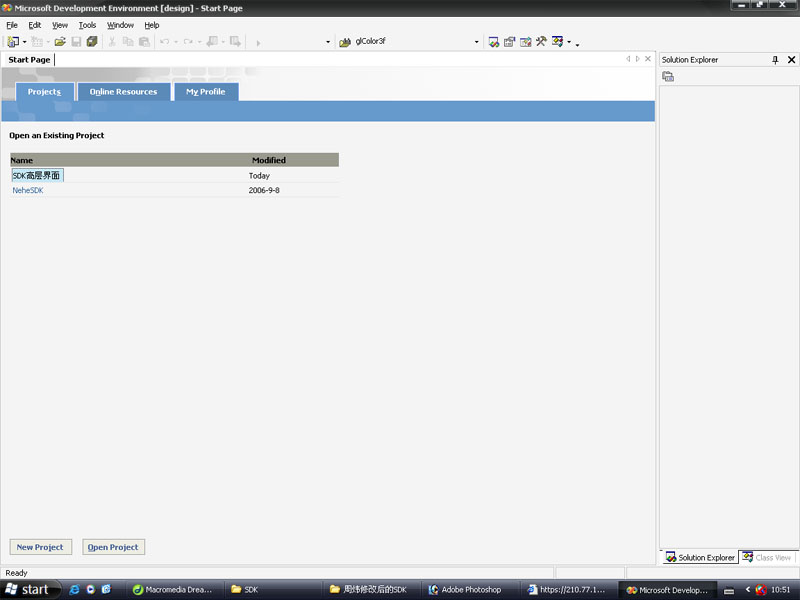 Microsoft Development Environment [design] - Start Page
File Edit View Tools Window Help
glColor3f
Start Page
Solution Explorer
Projects Online Resources My Profile
Open an Existing Project
Name Modified
SDK高层界面 Today
NeheSDK 2006-9-8
New Project Open Project
Solution Explorer Class View
Ready
start Macromedia Drea... SDK 周炜修改后的SDK Adobe Photoshop https://210.77.1... Microsoft Develop... 10:51